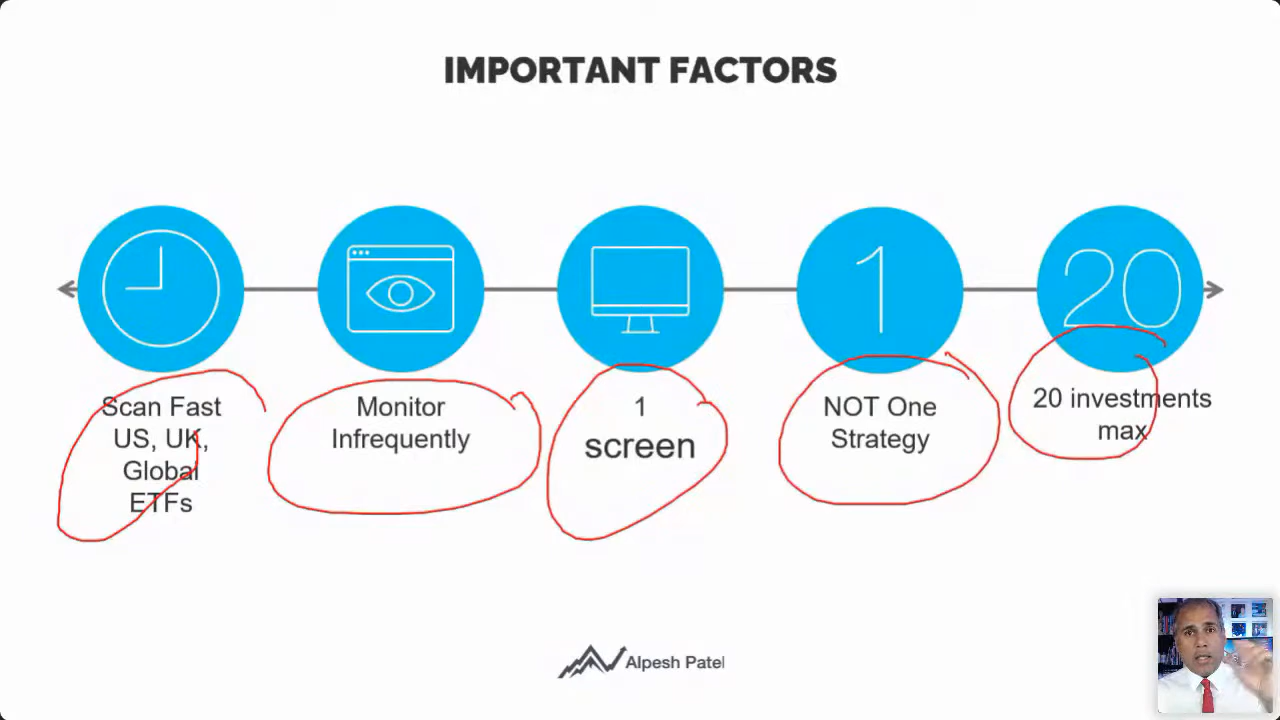 IMPORTANT FACTORS
1
20
Scan Fast
US, UK,
Global
ETFs
Monitor
Infrequently
1
screen
NOT One
Strategy
20 investments
max
Alpesh Patel